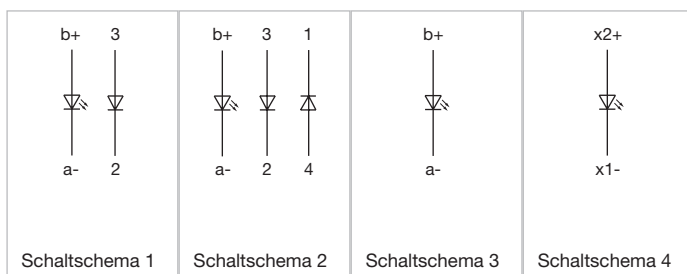 b+ 3
a- 2
Schaltschema 1
b+ 3 1
a- 2 4
Schaltschema 2
b+
a-
Schaltschema 3
x2+
x1-
Schaltschema 4